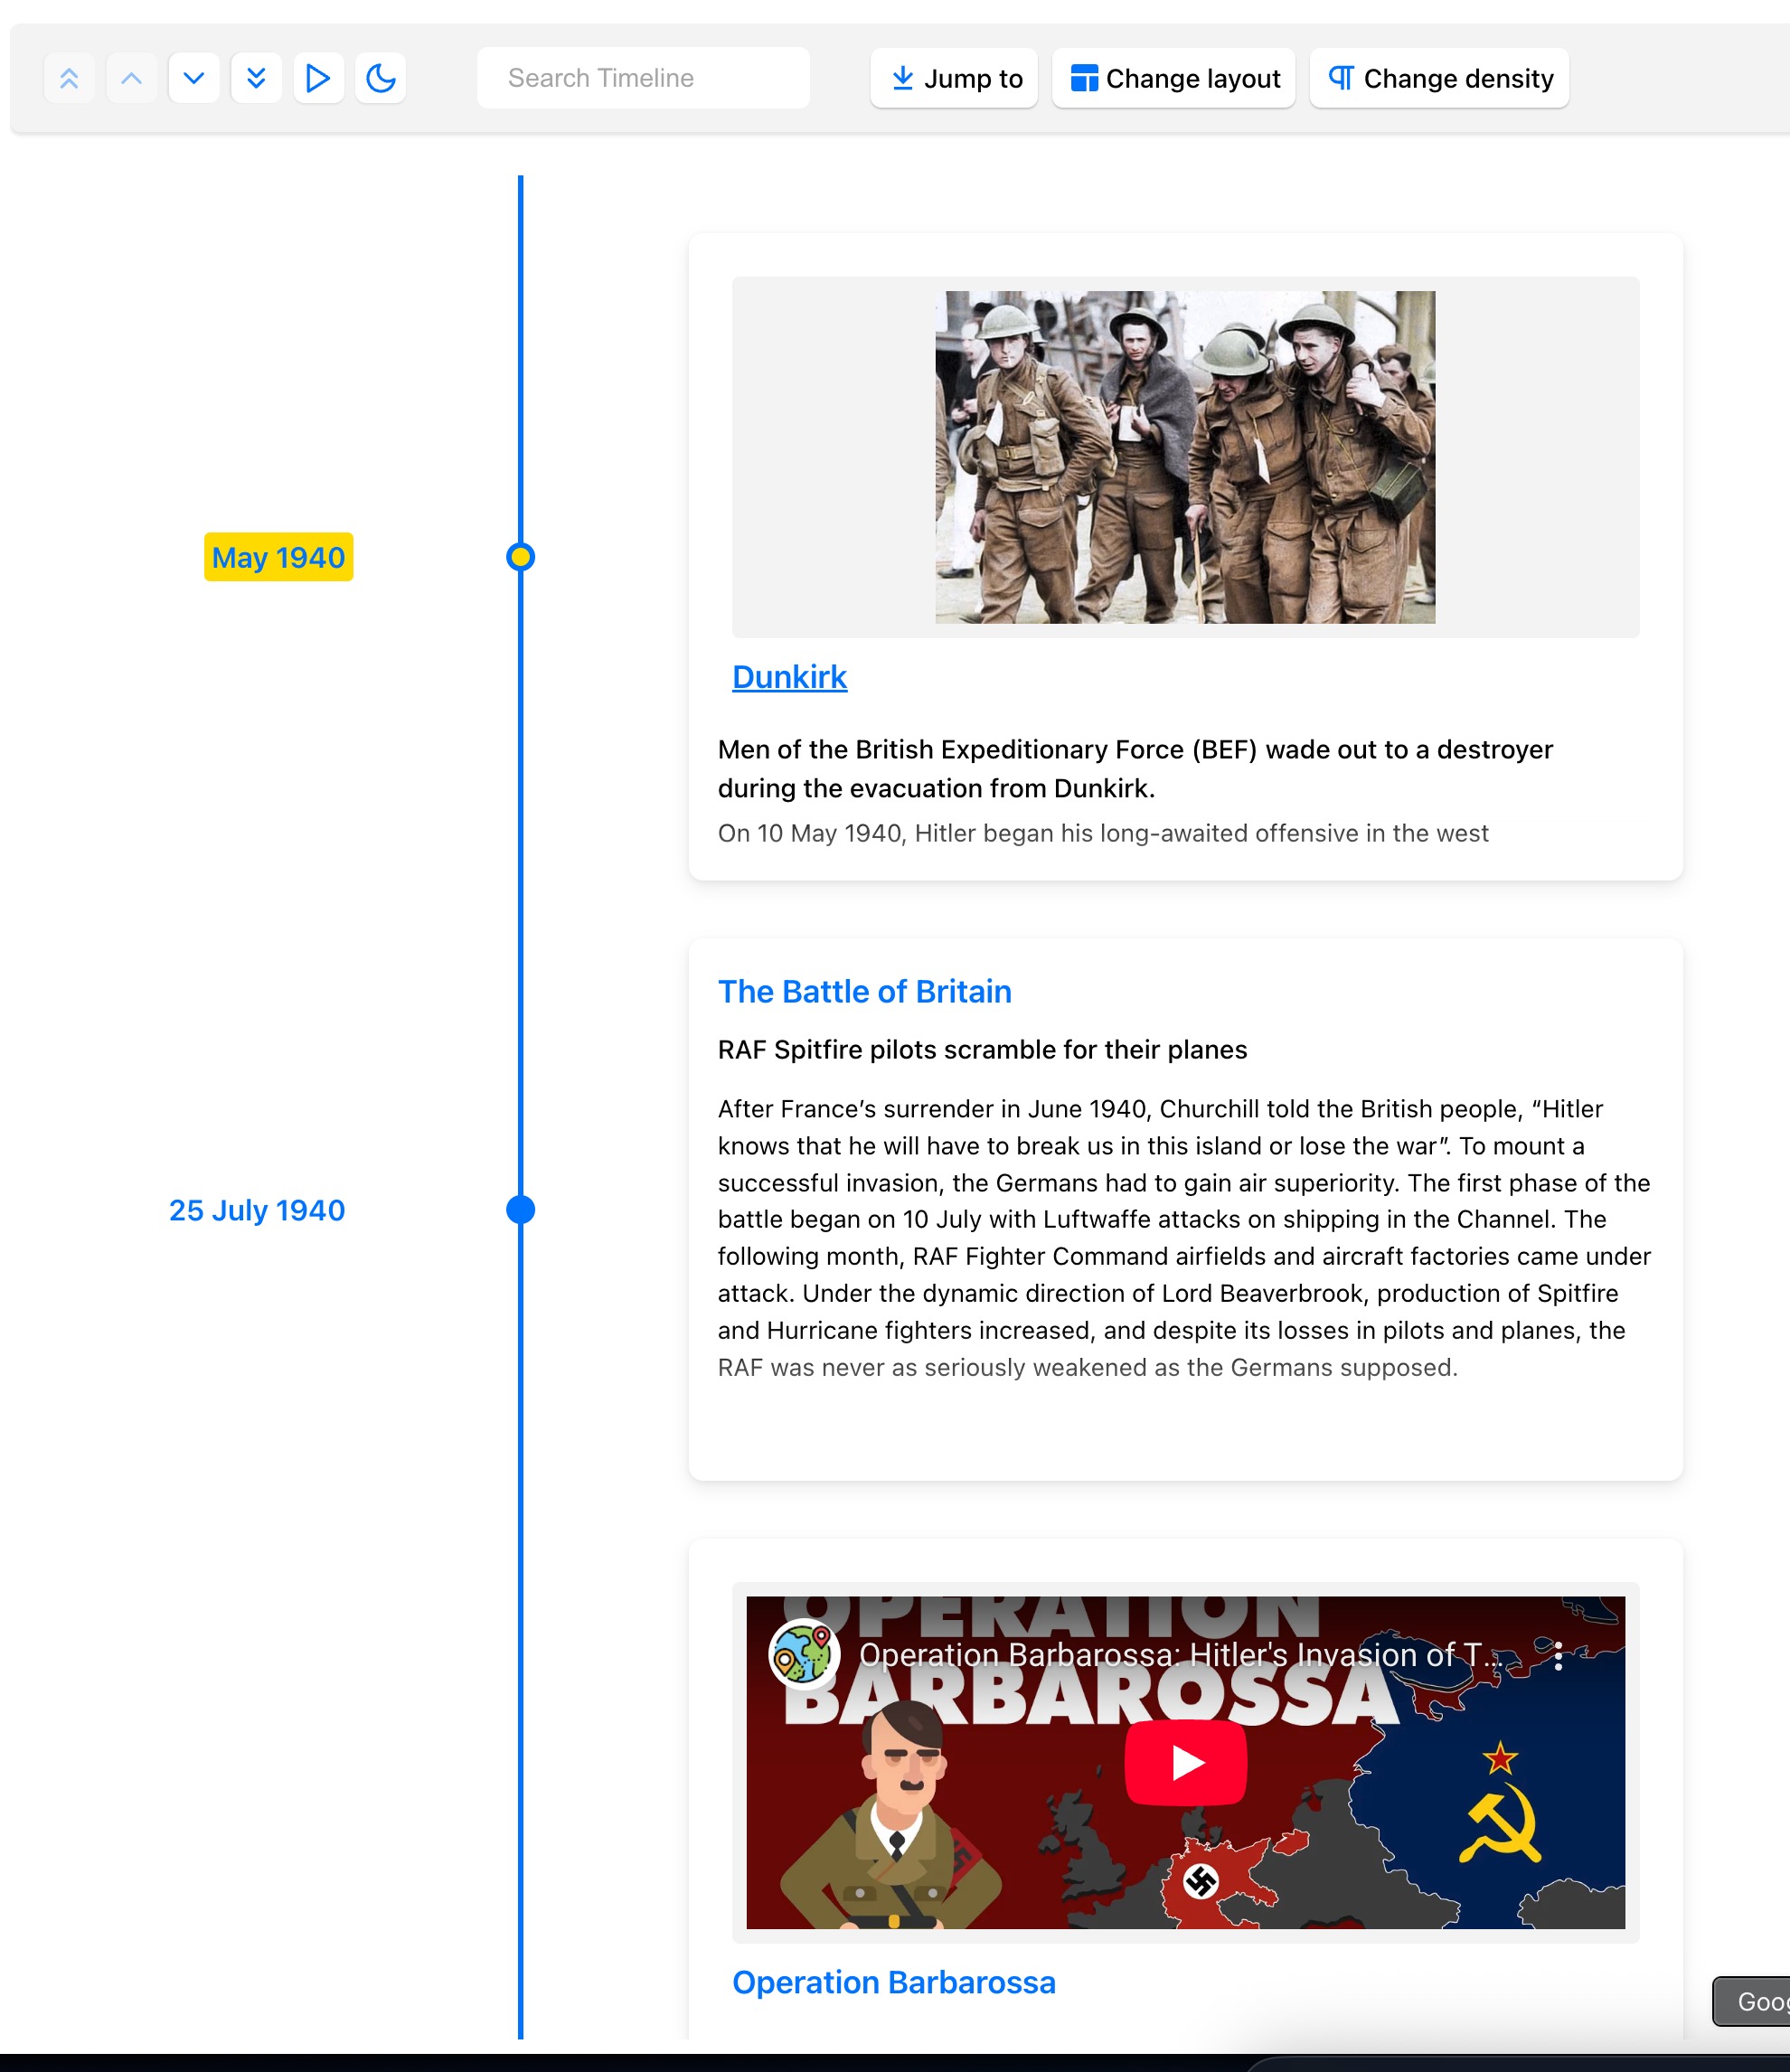 Search Timeline
Jump to
Change layout
Change density
May 1940
Dunkirk
Men of the British Expeditionary Force (BEF) wade out to a destroyer
during the evacuation from Dunkirk.
On 10 May 1940, Hitler began his long-awaited offensive in the west
25 July 1940
The Battle of Britain
RAF Spitfire pilots scramble for their planes
After France’s surrender in June 1940, Churchill told the British people, “Hitler
knows that he will have to break us in this island or lose the war”. To mount a
successful invasion, the Germans had to gain air superiority. The first phase of the
battle began on 10 July with Luftwaffe attacks on shipping in the Channel. The
following month, RAF Fighter Command airfields and aircraft factories came under
attack. Under the dynamic direction of Lord Beaverbrook, production of Spitfire
and Hurricane fighters increased, and despite its losses in pilots and planes, the
RAF was never as seriously weakened as the Germans supposed.
OPERATION
Operation Barbarossa: Hitler's Invasion of T...
BARBAROSSA
Operation Barbarossa